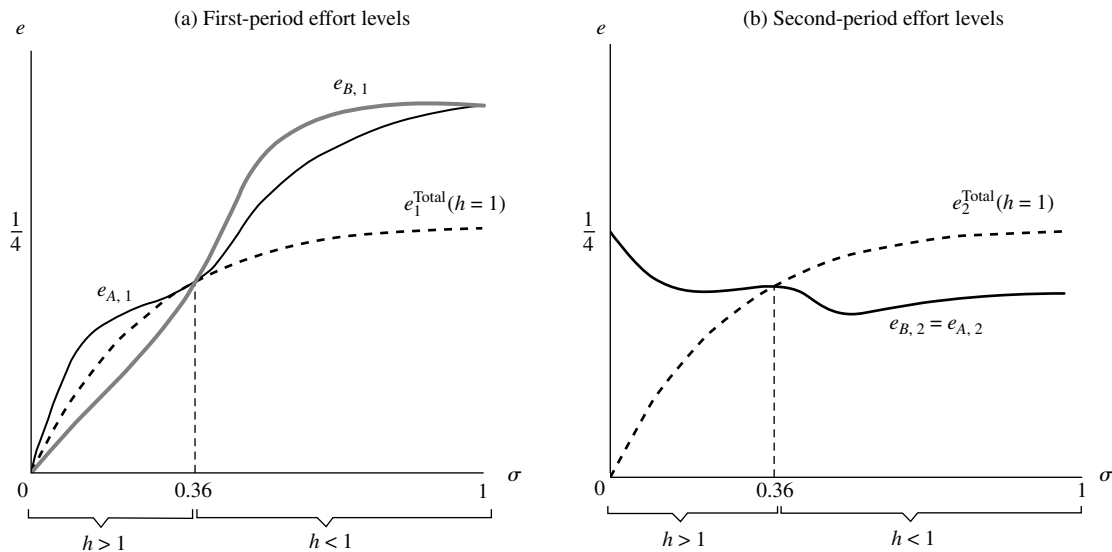 (a) First-period effort levels
e
e_{B, 1}
e_1^{Total}(h = 1)
1/4
e_{A, 1}
0
0.36
1
σ
h > 1
h < 1
(b) Second-period effort levels
e
e_2^{Total}(h = 1)
1/4
e_{B, 2} = e_{A, 2}
0
0.36
1
σ
h > 1
h < 1